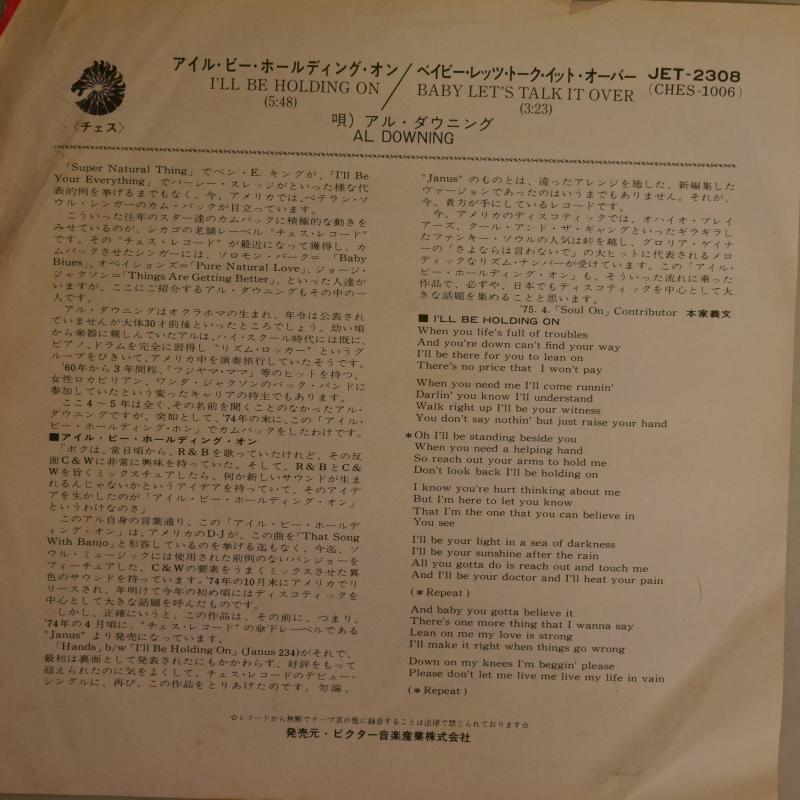 アイル・ビー・ホールディング・オン
I'LL BE HOLDING ON
(5:48)
ベイビー・レッツ・トーク・イット・オーバー
BABY LET'S TALK IT OVER
(3:23)
JET-2308
(CHES-1006)
〈チェス〉
唄) アル・ダウニング
AL DOWNING
「Super Natural Thing」でベン・E. キングが、「I'll Be
Your Everything」でパーシー・スレッジがといった様な代
表的例を挙げるまでもなく、今、アメリカでは、ベテラン・ソ
ウル・シンガーのカム・バックが目立っています。
こういった往年のスター達のカムバックに積極的な動きを
みせているのが、シカゴの老舗レーベル "チェス・レコード"
です。その "チェス・レコード" が最近になって獲得し、カ
ムバックさせたシンガーには、ソロモン・バーク=「Baby
Blues」、オベイションズ=「Pure Natural Love」、ジョージ・
ジャクソン=「Things Are Getting Better」、といった人達が
いますが、ここにご紹介するアル・ダウニングもその中の一
人です。
アル・ダウニングはオクラホマの生まれ、年令は公表され
ていませんが大体30才前後といったところでしょう。幼い頃
から楽器に親しんでいたアルは、ハイ・スクール時代には既に、
ピアノ、ドラムを完全に習得し "リズム・ロッカー" というグ
ループをひきいて、アメリカ中を演奏旅行していたそうです。
'60年から3年間程、「フジヤマ・ママ」等のヒットを持つ、
女性ロカビリアン、ワンダ・ジャクソンのバック・バンドに
参加していたという変ったキャリアの持主でもあります。
ここ4〜5年は全く、その名前を聞くことのなかったアル・
ダウニングですが、突如として、'74年の末に、この「アイル・
ビー・ホールディング・ホン」でカムバックをしたわけです。
■アイル・ビー・ホールディング・オン
「ボクは、常日頃から、R&Bを歌っていたけれど、その反
面C&Wに非常に興味を持っていた。そして、R&BとC&
Wを旨くミックスチュアしたら、何か新しいサウンドが生ま
れるんじゃないかというアイデアを持っていて、そのアイデ
アを生かしたのが「アイル・ビー・ホールディング・オン」
というわけなのさ」
このアル自身の言葉通り、この「アイル・ビー・ホールデ
ィング・オン」は、アメリカのD・Jが、この曲を「That Song
With Banjo」と形容しているのを挙げる迄もなく、今迄、ソ
ウル・ミュージックには使用された前例のないバンジョーを
フィーチュアした、C&Wの要素をうまくミックスさせた異
色のサウンドを持っています。'74年の10月末にアメリカでリ
リースされ、年明けて今年の初め頃にはディスコティックを
中心として大きな話題を呼んだものです。
しかし、正確にいうと、この作品は、その前に、つまり、
'74年の4月頃に、"チェス・レコード" の傘下レーベルである
"Janus" より発売になっています。
「Hands」b/w「I'll Be Holding On」(Janus 234)がそれで、
最初は裏面として発表されたにもかかわらず、好評をもって
迎えられたのに気をよくして、チェス・レコードのデビュー・
シングルに、再び、この作品をとりあげたのです。勿論、
"Janus" のものとは、違ったアレンジを施した、新編集した
ヴァージョンであったのはいうまでもありません。それが、
今、貴方が手にしているレコードです。
今、アメリカのディスコティックでは、オハイオ・プレイ
アーズ、クール・アンド・ザ・ギャングといったギラギラし
たファンキー・ソウルの人気は峠を越し、グロリア・ゲイナ
ーの「さよならは言わないで」の大ヒットに代表されるメロ
ディックなリズム・ナンバーが受けています。この「アイル・
ビー・ホールディング・オン」も、そういった流れに乗った
作品で、必ずや、日本でもディスコティックを中心として大
きな話題を集めることと思います。
'75. 4.「Soul On」Contributor 本家義文
■I'LL BE HOLDING ON
When you life's full of troubles
And you're down can't find your way
I'll be there for you to lean on
There's no price that I won't pay
When you need me I'll come runnin'
Darlin' you know I'll understand
Walk right up I'll be your witness
You don't say nothin' but just raise your hand
*Oh I'll be standing beside you
When you need a helping hand
So reach out your arms to hold me
Don't look back I'll be holding on
I know you're hurt thinking about me
But I'm here to let you know
That I'm the one that you can believe in
You see
I'll be your light in a sea of darkness
I'll be your sunshine after the rain
All you gotta do is reach out and touch me
And I'll be your doctor and I'll heat your pain
(*Repeat)
And baby you gotta believe it
There's one more thing that I wanna say
Lean on me my love is strong
I'll make it right when things go wrong
Down on my knees I'm beggin' please
Please don't let me live me live my life in vain
(*Repeat)
☆レコードから無断でテープ其の他に録音することは法律で禁じられております☆
発売元・ビクター音楽産業株式会社